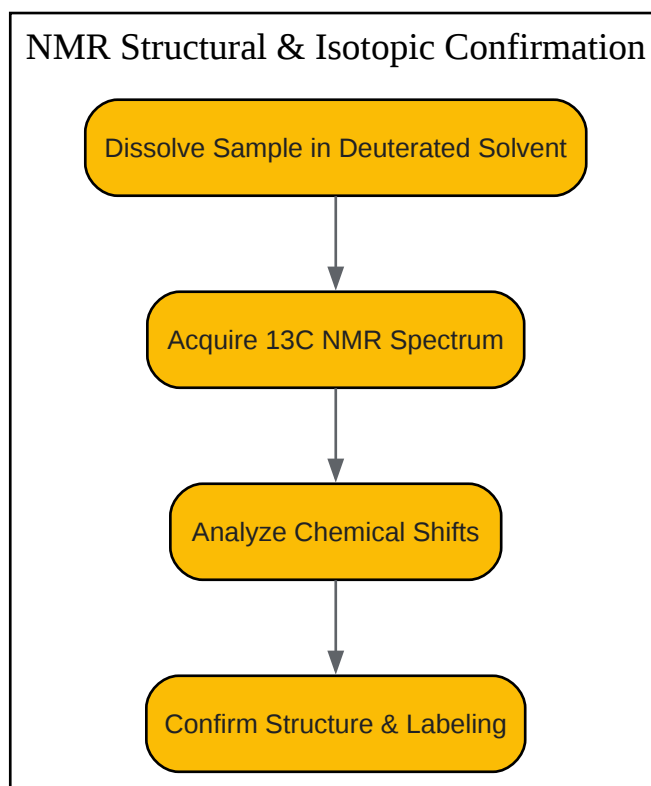 NMR Structural & Isotopic Confirmation
Dissolve Sample in Deuterated Solvent
Acquire 13C NMR Spectrum
Analyze Chemical Shifts
Confirm Structure & Labeling